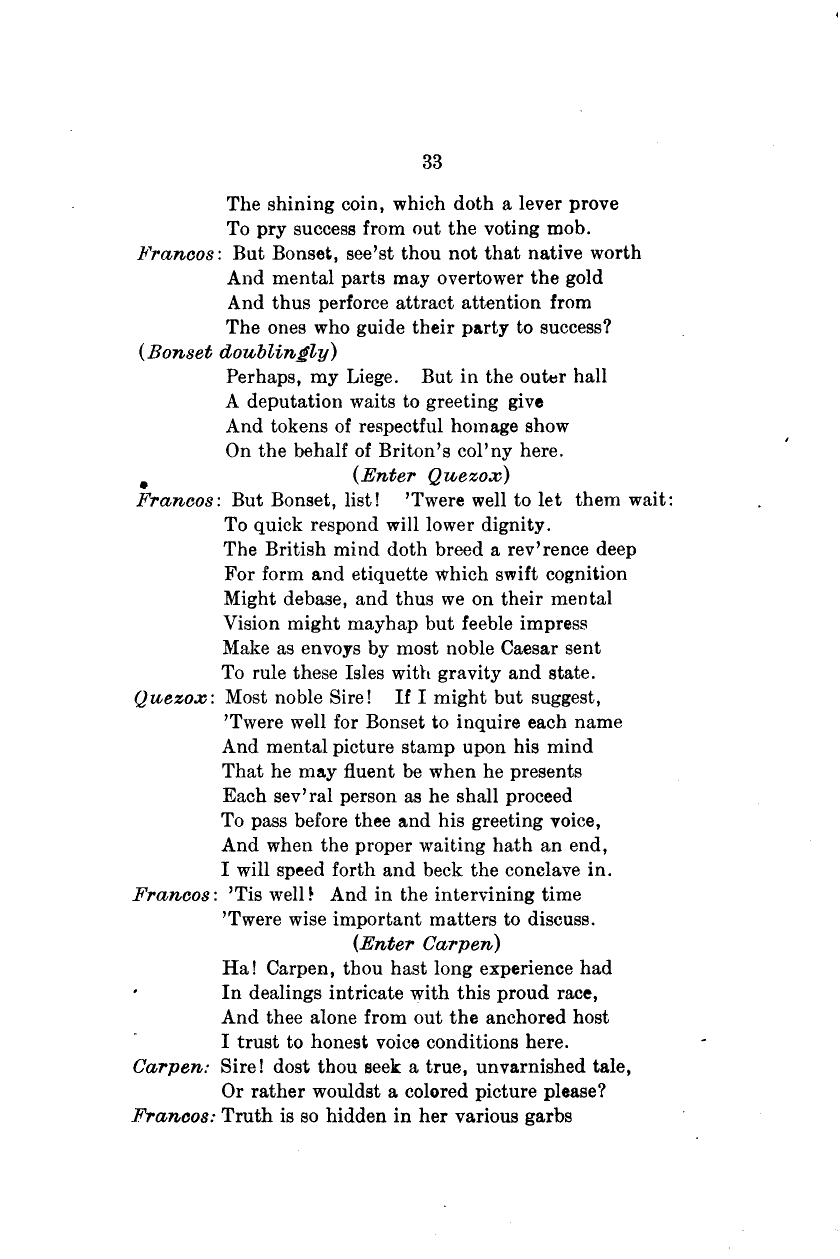 33
The shining coin, which doth a lever prove
To pry success from out the voting mob.
Francos: But Bonset, see'st thou not that native worth
And mental parts may overtower the gold
And thus perforce attract attention from
The ones who guide their party to success?
(Bonset doublingly)
Perhaps, my Liege. But in the outer hall
A deputation waits to greeting give
And tokens of respectful homage show
On the behalf of Briton's col'ny here.
(Enter Quezox)
Francos: But Bonset, list! 'Twere well to let them wait:
To quick respond will lower dignity.
The British mind doth breed a rev'rence deep
For form and etiquette which swift cognition
Might debase, and thus we on their mental
Vision might mayhap but feeble impress
Make as envoys by most noble Caesar sent
To rule these Isles with gravity and state.
Quezox: Most noble Sire! If I might but suggest,
'Twere well for Bonset to inquire each name
And mental picture stamp upon his mind
That he may fluent be when he presents
Each sev'ral person as he shall proceed
To pass before thee and his greeting voice,
And when the proper waiting hath an end,
I will speed forth and beck the conclave in.
Francos: 'Tis well! And in the intervining time
'Twere wise important matters to discuss.
(Enter Carpen)
Ha! Carpen, thou hast long experience had
In dealings intricate with this proud race,
And thee alone from out the anchored host
I trust to honest voice conditions here.
Carpen: Sire! dost thou seek a true, unvarnished tale,
Or rather wouldst a colored picture please?
Francos: Truth is so hidden in her various garbs